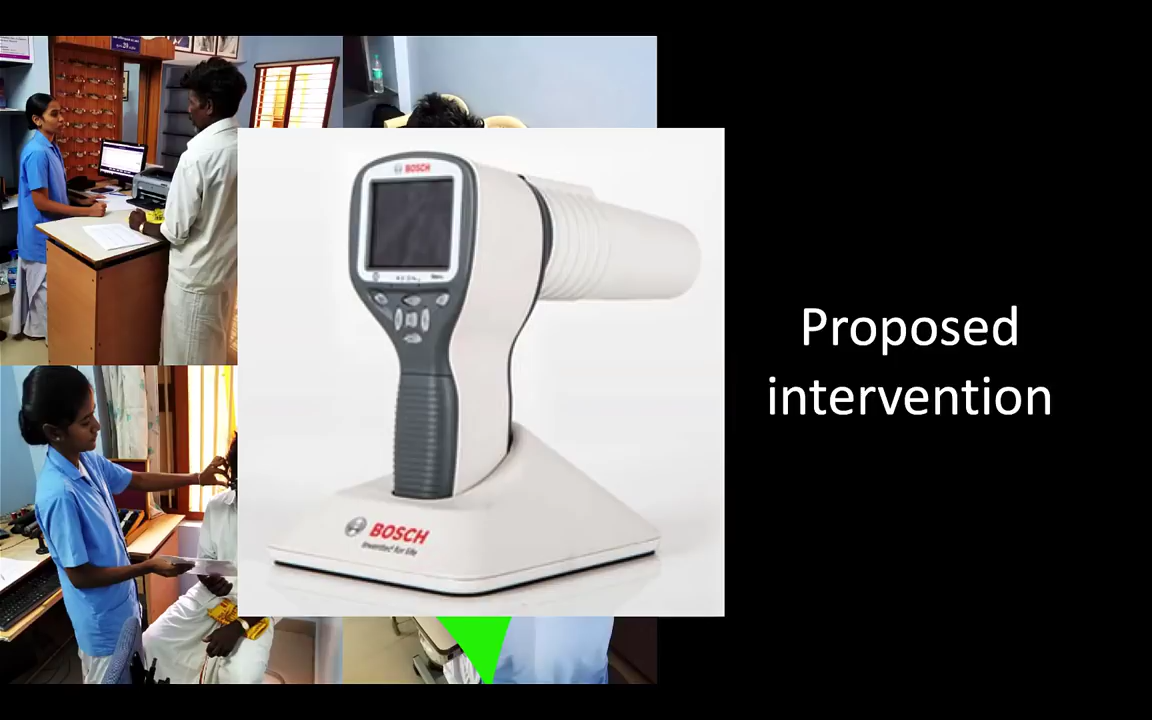 BOSCH
BOSCH
Invented for life
Proposed
intervention